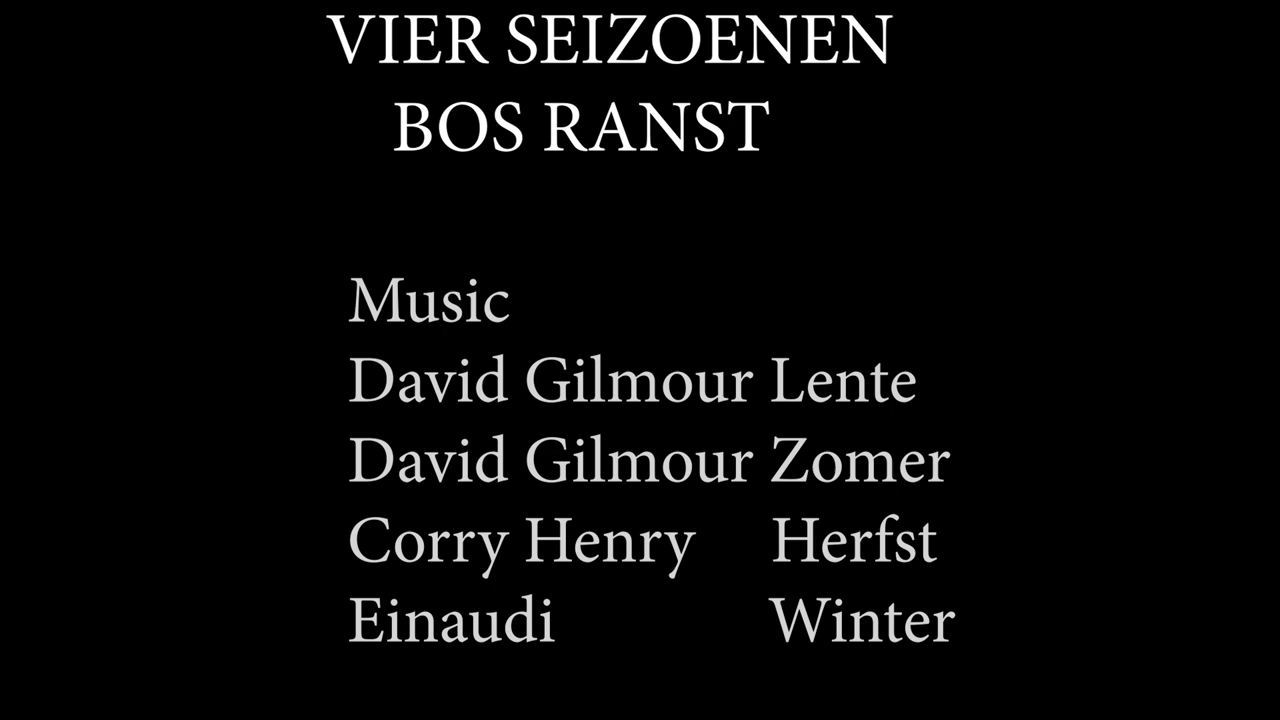 VIER SEIZOENEN
BOS RANST
Music
David Gilmour Lente
David Gilmour Zomer
Corry Henry Herfst
Einaudi Winter